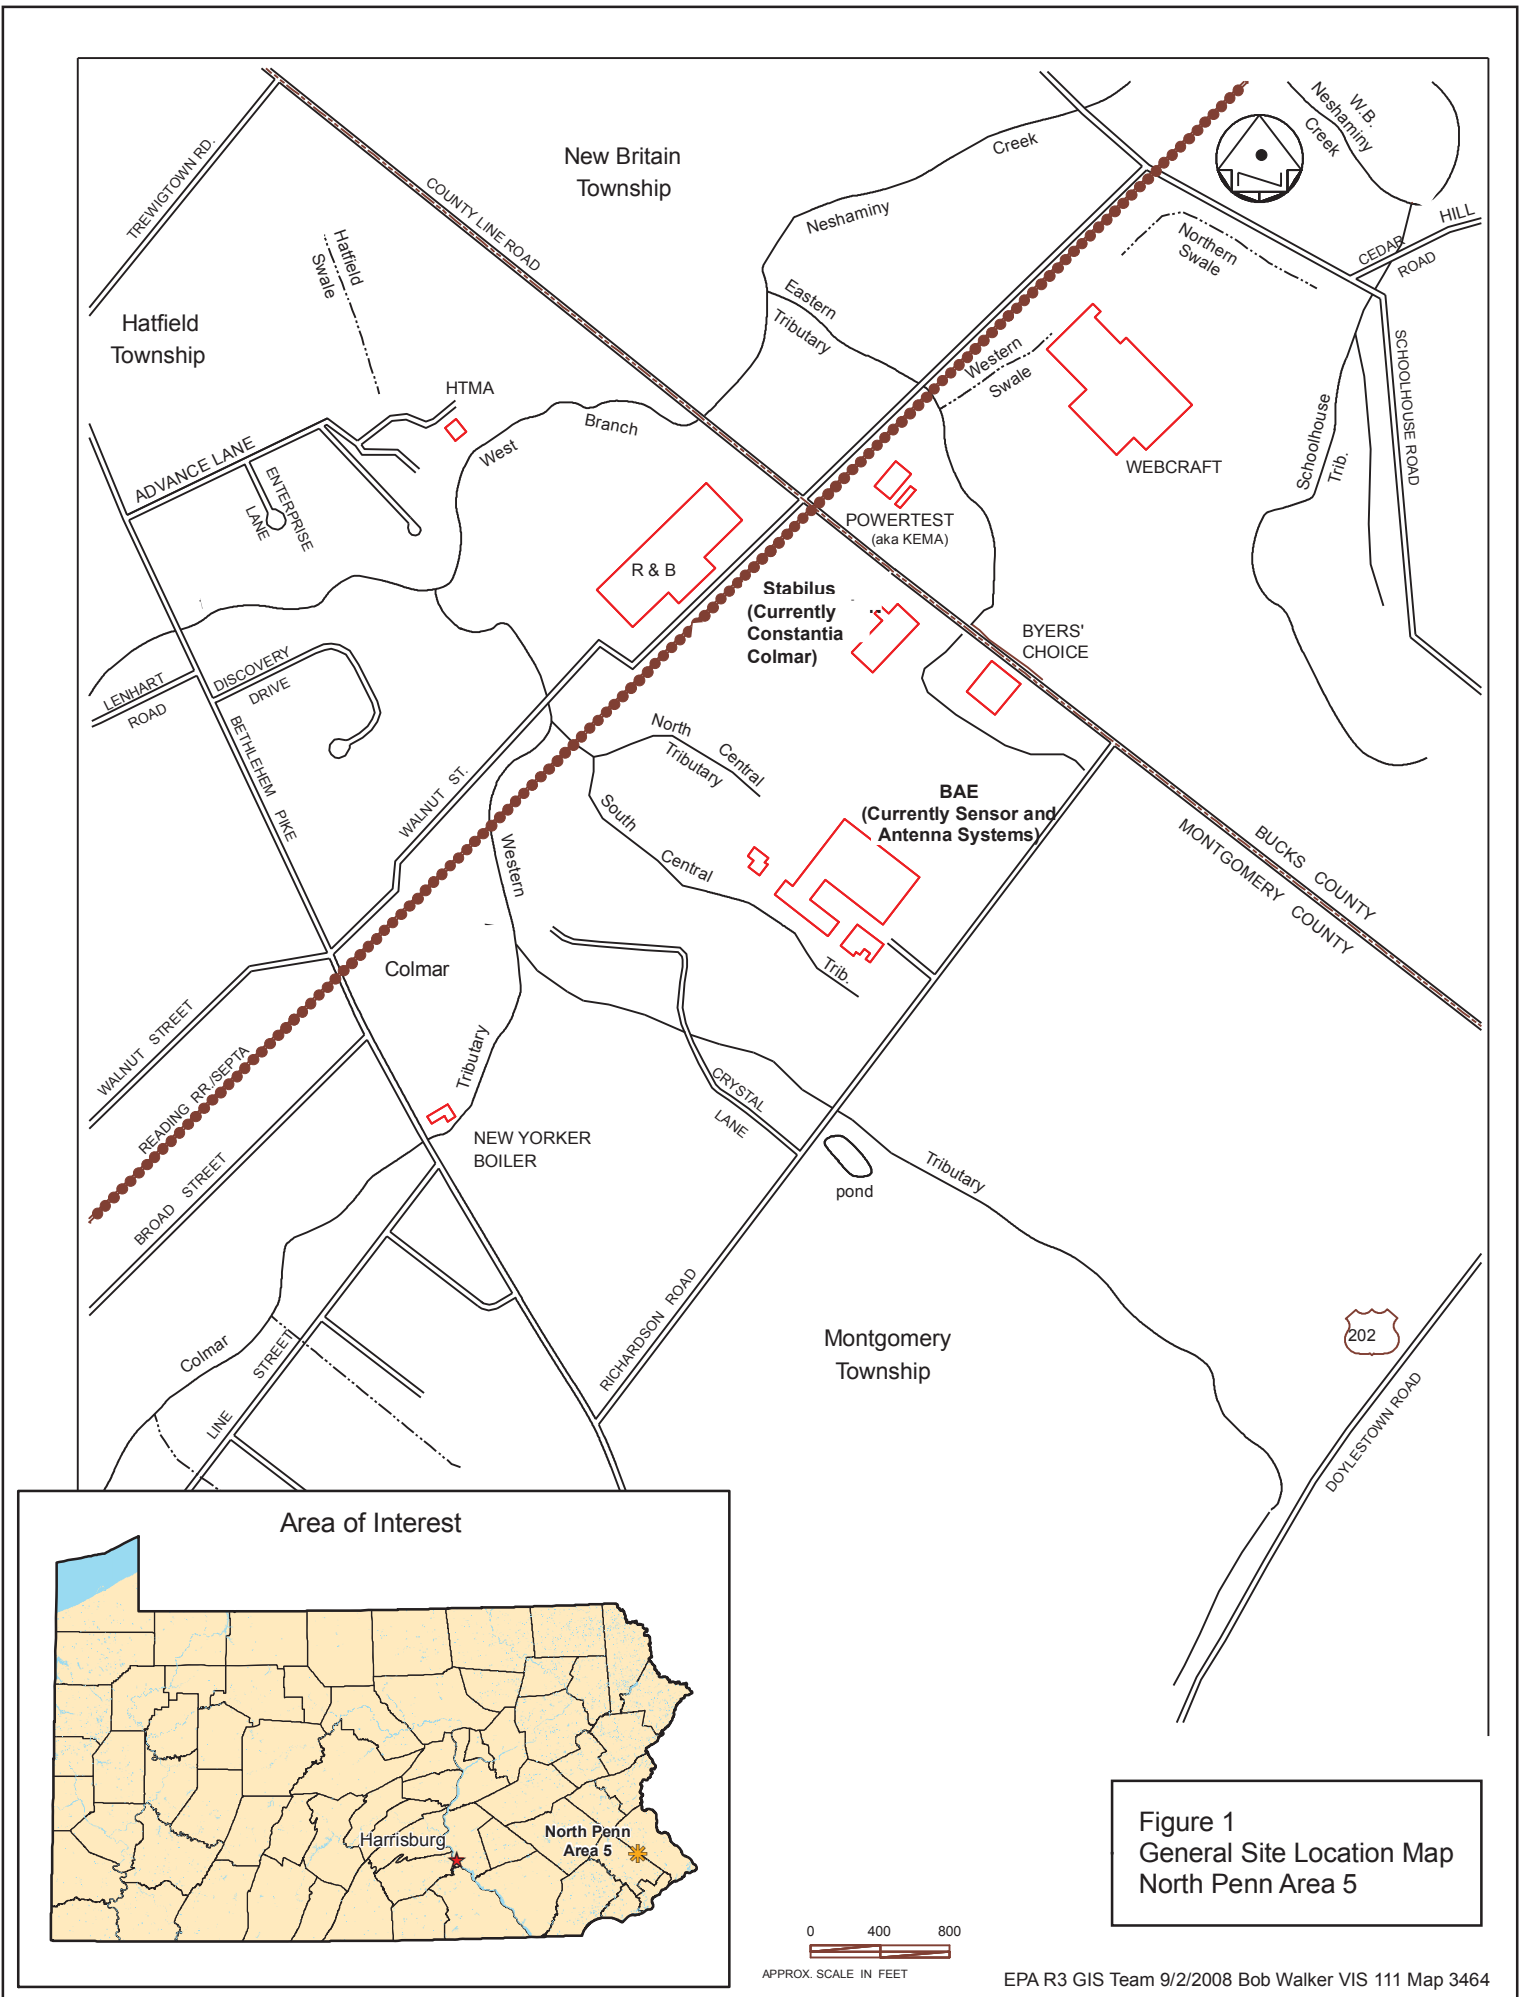 TREWIGTOWN RD.
COUNTY LINE ROAD
New Britain
Township
Neshaminy
Creek
W.B.
Neshaminy
Creek
N
Northern
Swale
CEDAR HILL
ROAD
SCHOOLHOUSE ROAD
Hatfield
Swale
Hatfield
Township
Eastern
Tributary
Western
Swale
HTMA
West Branch
ADVANCE LANE
ENTERPRISE
LANE
WEBCRAFT
Schoolhouse
Trib.
POWERTEST
(aka KEMA)
R & B
Stabilus
(Currently
Constantia
Colmar)
BYERS'
CHOICE
LENHART
ROAD
DISCOVERY
DRIVE
BETHLEHEM PIKE
WALNUT ST.
North Central
Tributary
South Central Trib.
BAE
(Currently Sensor and
Antenna Systems)
BUCKS COUNTY
MONTGOMERY COUNTY
Western
Tributary
Colmar
WALNUT STREET
READING RR./SEPTA
BROAD STREET
CRYSTAL
LANE
NEW YORKER
BOILER
pond
Tributary
RICHARDSON ROAD
Montgomery
Township
202
DOYLESTOWN ROAD
Colmar
LINE STREET
Area of Interest
Harrisburg
North Penn
Area 5
0 400 800
APPROX. SCALE IN FEET
Figure 1
General Site Location Map
North Penn Area 5
EPA R3 GIS Team 9/2/2008 Bob Walker VIS 111 Map 3464